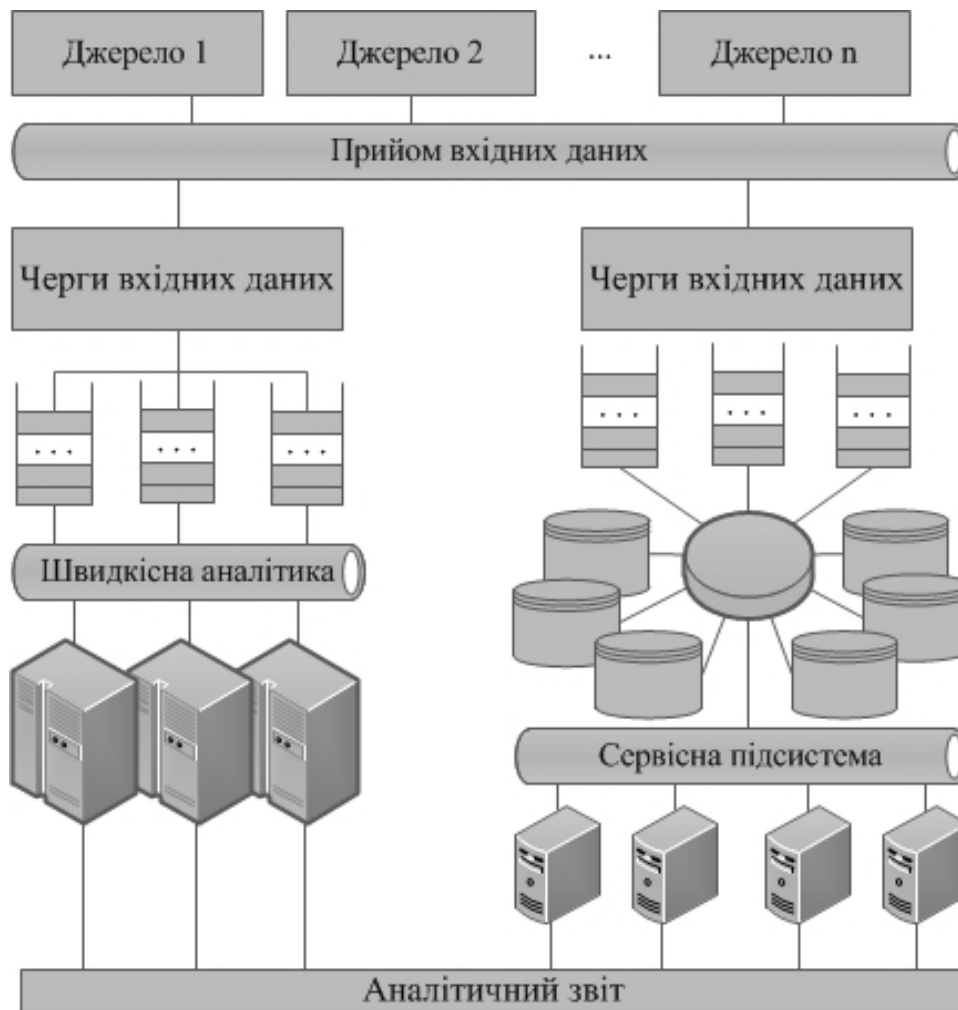 Джерело 1
Джерело 2
...
Джерело n
Прийом вхідних даних
Черги вхідних даних
Черги вхідних даних
. . .
. . .
. . .
. . .
. . .
. . .
Швидкісна аналітика
Сервісна підсистема
Аналітичний звіт